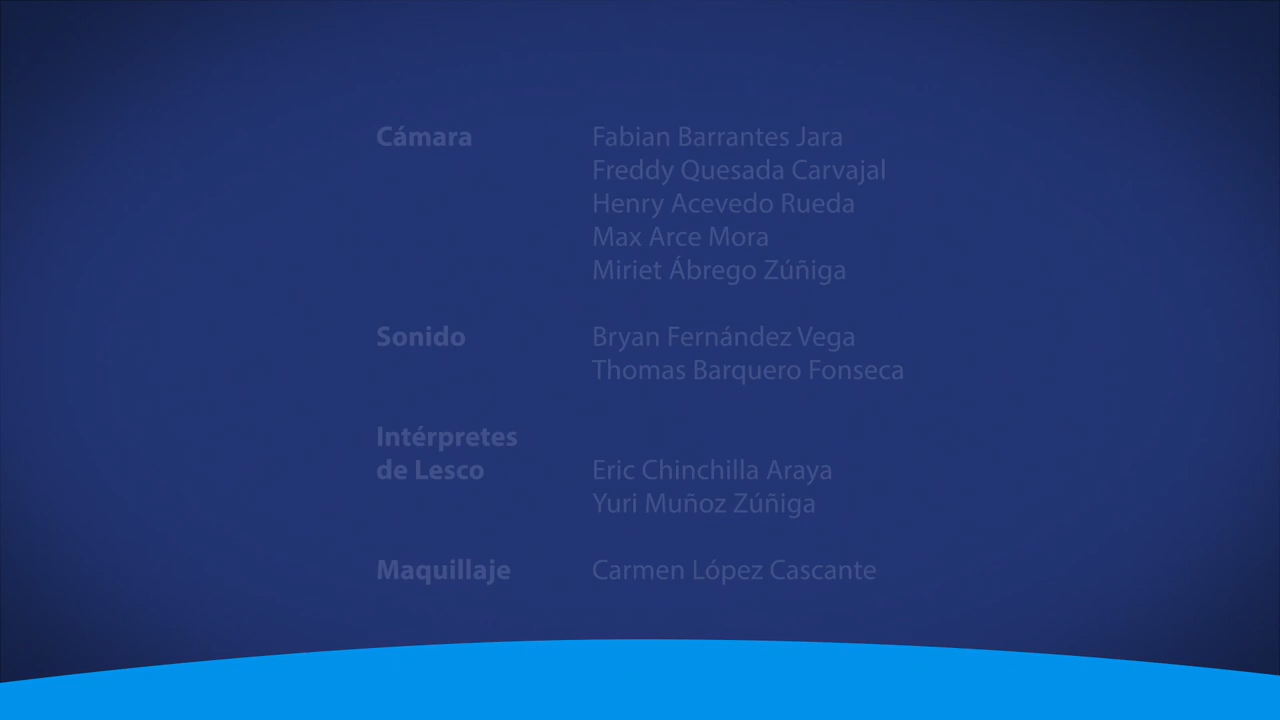 Cámara Fabian Barrantes Jara
Freddy Quesada Carvajal
Henry Acevedo Rueda
Max Arce Mora
Miriet Ábrego Zúñiga
Sonido Bryan Fernández Vega
Thomas Barquero Fonseca
Intérpretes
de Lesco Eric Chinchilla Araya
Yuri Muñoz Zúñiga
Maquillaje Carmen López Cascante